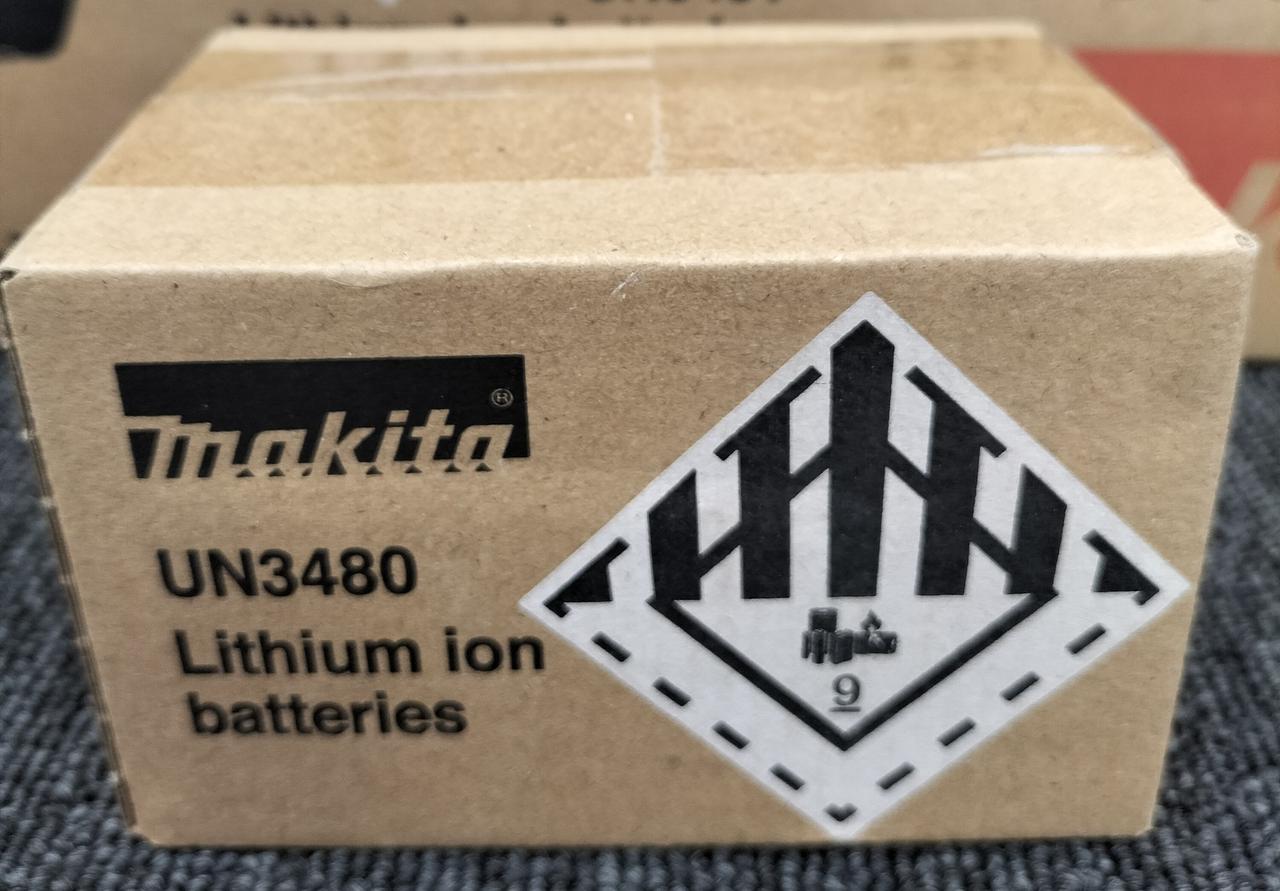 makita®
UN3480
Lithium ion
batteries
9